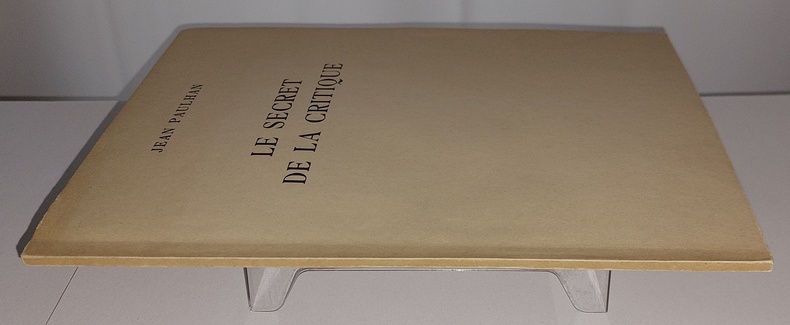 JEAN PAULHAN
LE SECRET
DE LA CRITIQUE